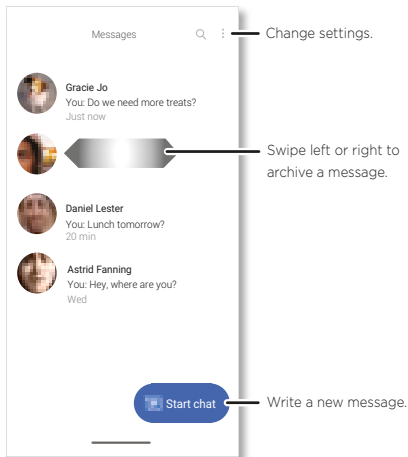 Messages
Change settings.
Gracie Jo
You: Do we need more treats?
Just now
Swipe left or right to
archive a message.
Daniel Lester
You: Lunch tomorrow?
20 min
Astrid Fanning
You: Hey, where are you?
Wed
Start chat
Write a new message.